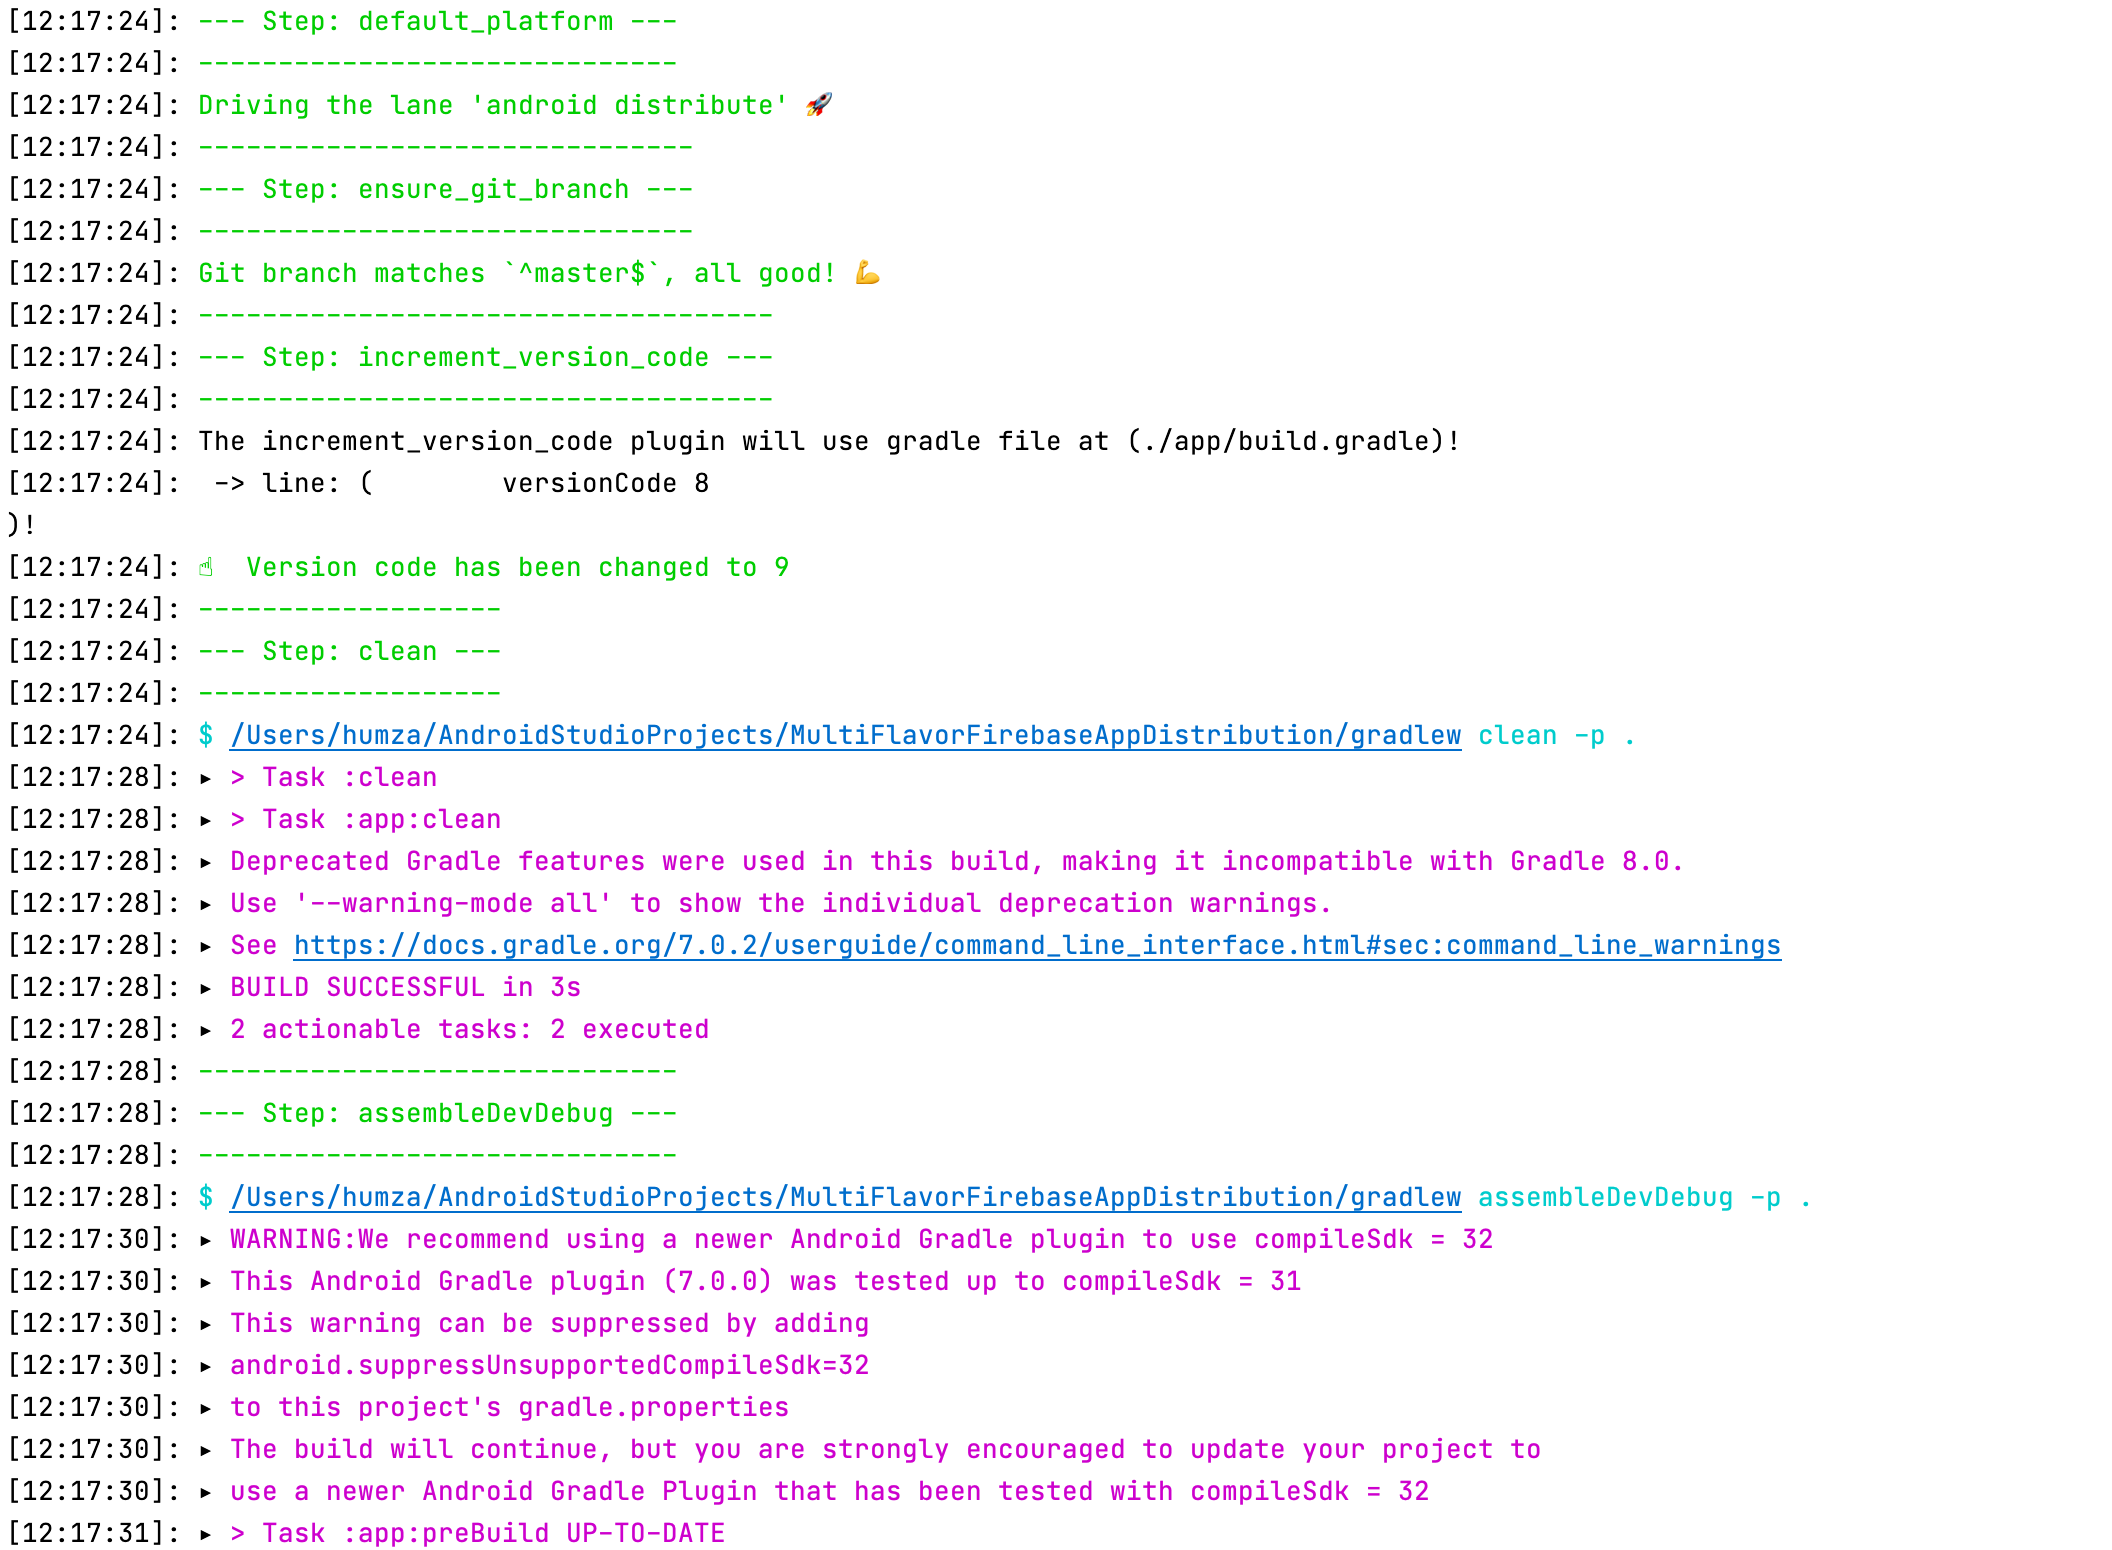 [12:17:24]: --- Step: default_platform ---
[12:17:24]: ------------------------------
[12:17:24]: Driving the lane 'android distribute' 🚀
[12:17:24]: -------------------------------
[12:17:24]: --- Step: ensure_git_branch ---
[12:17:24]: -------------------------------
[12:17:24]: Git branch matches `^master$`, all good! 💪
[12:17:24]: ------------------------------------
[12:17:24]: --- Step: increment_version_code ---
[12:17:24]: ------------------------------------
[12:17:24]: The increment_version_code plugin will use gradle file at (./app/build.gradle)!
[12:17:24]:  -> line: (        versionCode 8
)!
[12:17:24]: ☝️  Version code has been changed to 9
[12:17:24]: -------------------
[12:17:24]: --- Step: clean ---
[12:17:24]: -------------------
[12:17:24]: $ /Users/humza/AndroidStudioProjects/MultiFlavorFirebaseAppDistribution/gradlew clean -p .
[12:17:28]: ▸ > Task :clean
[12:17:28]: ▸ > Task :app:clean
[12:17:28]: ▸ Deprecated Gradle features were used in this build, making it incompatible with Gradle 8.0.
[12:17:28]: ▸ Use '--warning-mode all' to show the individual deprecation warnings.
[12:17:28]: ▸ See https://docs.gradle.org/7.0.2/userguide/command_line_interface.html#sec:command_line_warnings
[12:17:28]: ▸ BUILD SUCCESSFUL in 3s
[12:17:28]: ▸ 2 actionable tasks: 2 executed
[12:17:28]: ------------------------------
[12:17:28]: --- Step: assembleDevDebug ---
[12:17:28]: ------------------------------
[12:17:28]: $ /Users/humza/AndroidStudioProjects/MultiFlavorFirebaseAppDistribution/gradlew assembleDevDebug -p .
[12:17:30]: ▸ WARNING:We recommend using a newer Android Gradle plugin to use compileSdk = 32
[12:17:30]: ▸ This Android Gradle plugin (7.0.0) was tested up to compileSdk = 31
[12:17:30]: ▸ This warning can be suppressed by adding
[12:17:30]: ▸ android.suppressUnsupportedCompileSdk=32
[12:17:30]: ▸ to this project's gradle.properties
[12:17:30]: ▸ The build will continue, but you are strongly encouraged to update your project to
[12:17:30]: ▸ use a newer Android Gradle Plugin that has been tested with compileSdk = 32
[12:17:31]: ▸ > Task :app:preBuild UP-TO-DATE